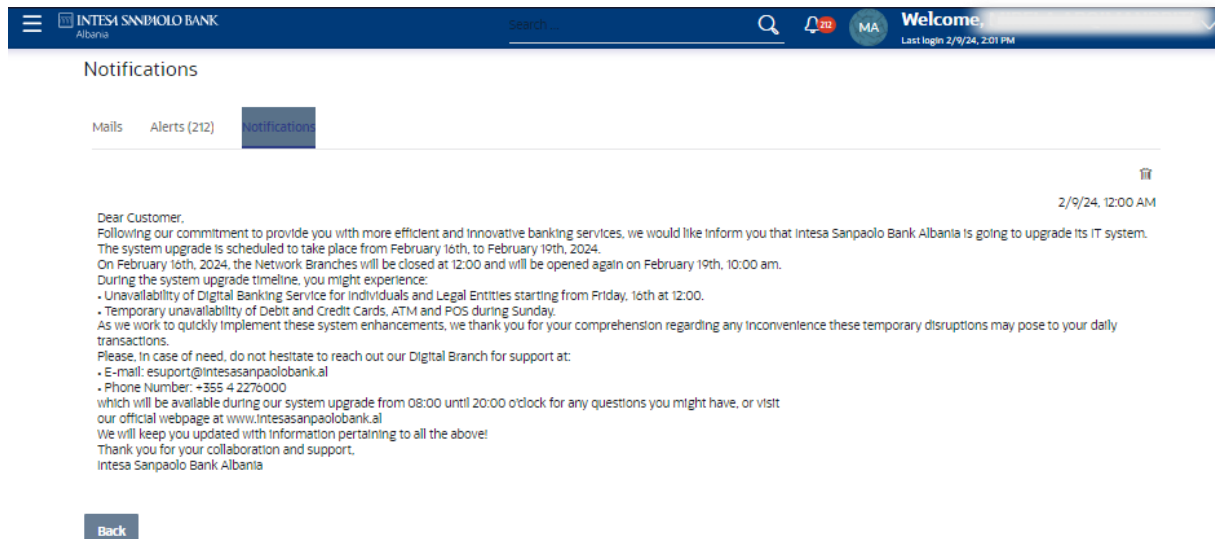 INTESA SANPAOLO BANK
Albania
Search ...
212
MA
Welcome,
Last login 2/9/24, 2:01 PM
Notifications
Mails Alerts (212) Notifications
2/9/24, 12:00 AM
Dear Customer,
Following our commitment to provide you with more efficient and innovative banking services, we would like inform you that Intesa Sanpaolo Bank Albania is going to upgrade its IT system.
The system upgrade is scheduled to take place from February 16th, to February 19th, 2024.
On February 16th, 2024, the Network Branches will be closed at 12:00 and will be opened again on February 19th, 10:00 am.
During the system upgrade timeline, you might experience:
• Unavailability of Digital Banking Service for Individuals and Legal Entities starting from Friday, 16th at 12:00.
• Temporary unavailability of Debit and Credit Cards, ATM and POS during Sunday.
As we work to quickly implement these system enhancements, we thank you for your comprehension regarding any inconvenience these temporary disruptions may pose to your daily
transactions.
Please, in case of need, do not hesitate to reach out our Digital Branch for support at:
• E-mail: esuport@intesasanpaolobank.al
• Phone Number: +355 4 2276000
which will be available during our system upgrade from 08:00 until 20:00 o'clock for any questions you might have, or visit
our official webpage at www.intesasanpaolobank.al
We will keep you updated with information pertaining to all the above!
Thank you for your collaboration and support,
Intesa Sanpaolo Bank Albania
Back